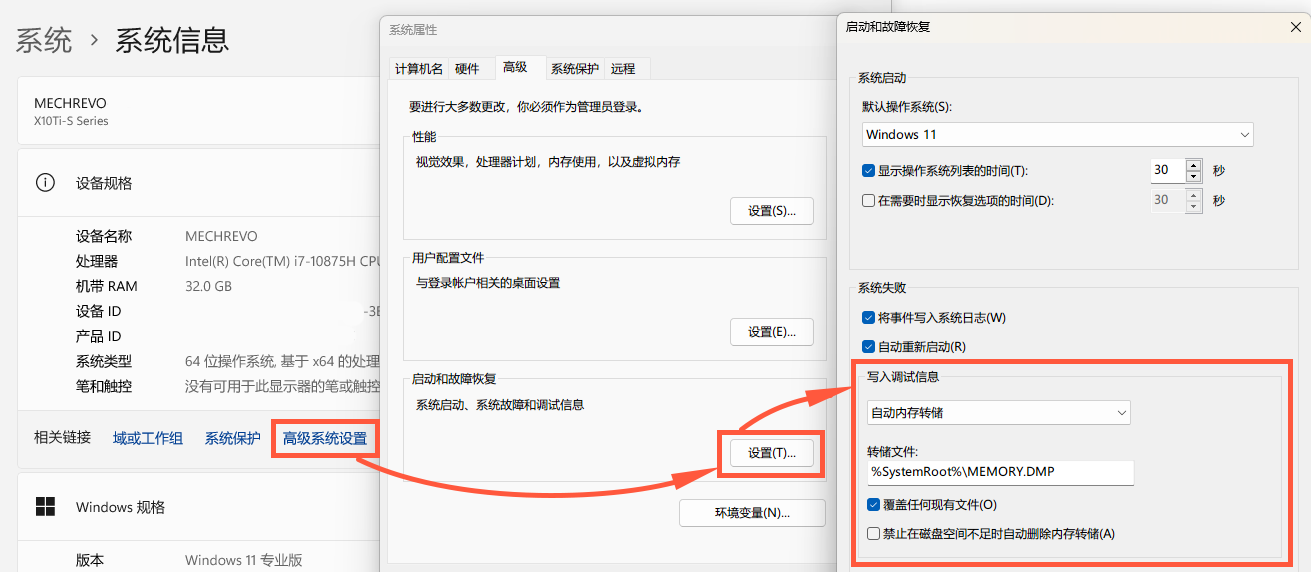 系统 › 系统信息
MECHREVO
X10Ti-S Series
设备规格
设备名称 MECHREVO
处理器 Intel(R) Core(TM) i7-10875H CPU
机带 RAM 32.0 GB
设备 ID -3E
产品 ID
系统类型 64 位操作系统, 基于 x64 的处理
笔和触控 没有可用于此显示器的笔或触控
相关链接 域或工作组 系统保护 高级系统设置
Windows 规格
版本 Windows 11 专业版
系统属性
计算机名 硬件 高级 系统保护 远程
要进行大多数更改，你必须作为管理员登录。
性能
视觉效果，处理器计划，内存使用，以及虚拟内存
设置(S)...
用户配置文件
与登录帐户相关的桌面设置
设置(E)...
启动和故障恢复
系统启动、系统故障和调试信息
设置(T)...
环境变量(N)...
启动和故障恢复
系统启动
默认操作系统(S):
Windows 11
显示操作系统列表的时间(T): 30 秒
在需要时显示恢复选项的时间(D): 30 秒
系统失败
将事件写入系统日志(W)
自动重新启动(R)
写入调试信息
自动内存转储
转储文件:
%SystemRoot%\MEMORY.DMP
覆盖任何现有文件(O)
禁止在磁盘空间不足时自动删除内存转储(A)